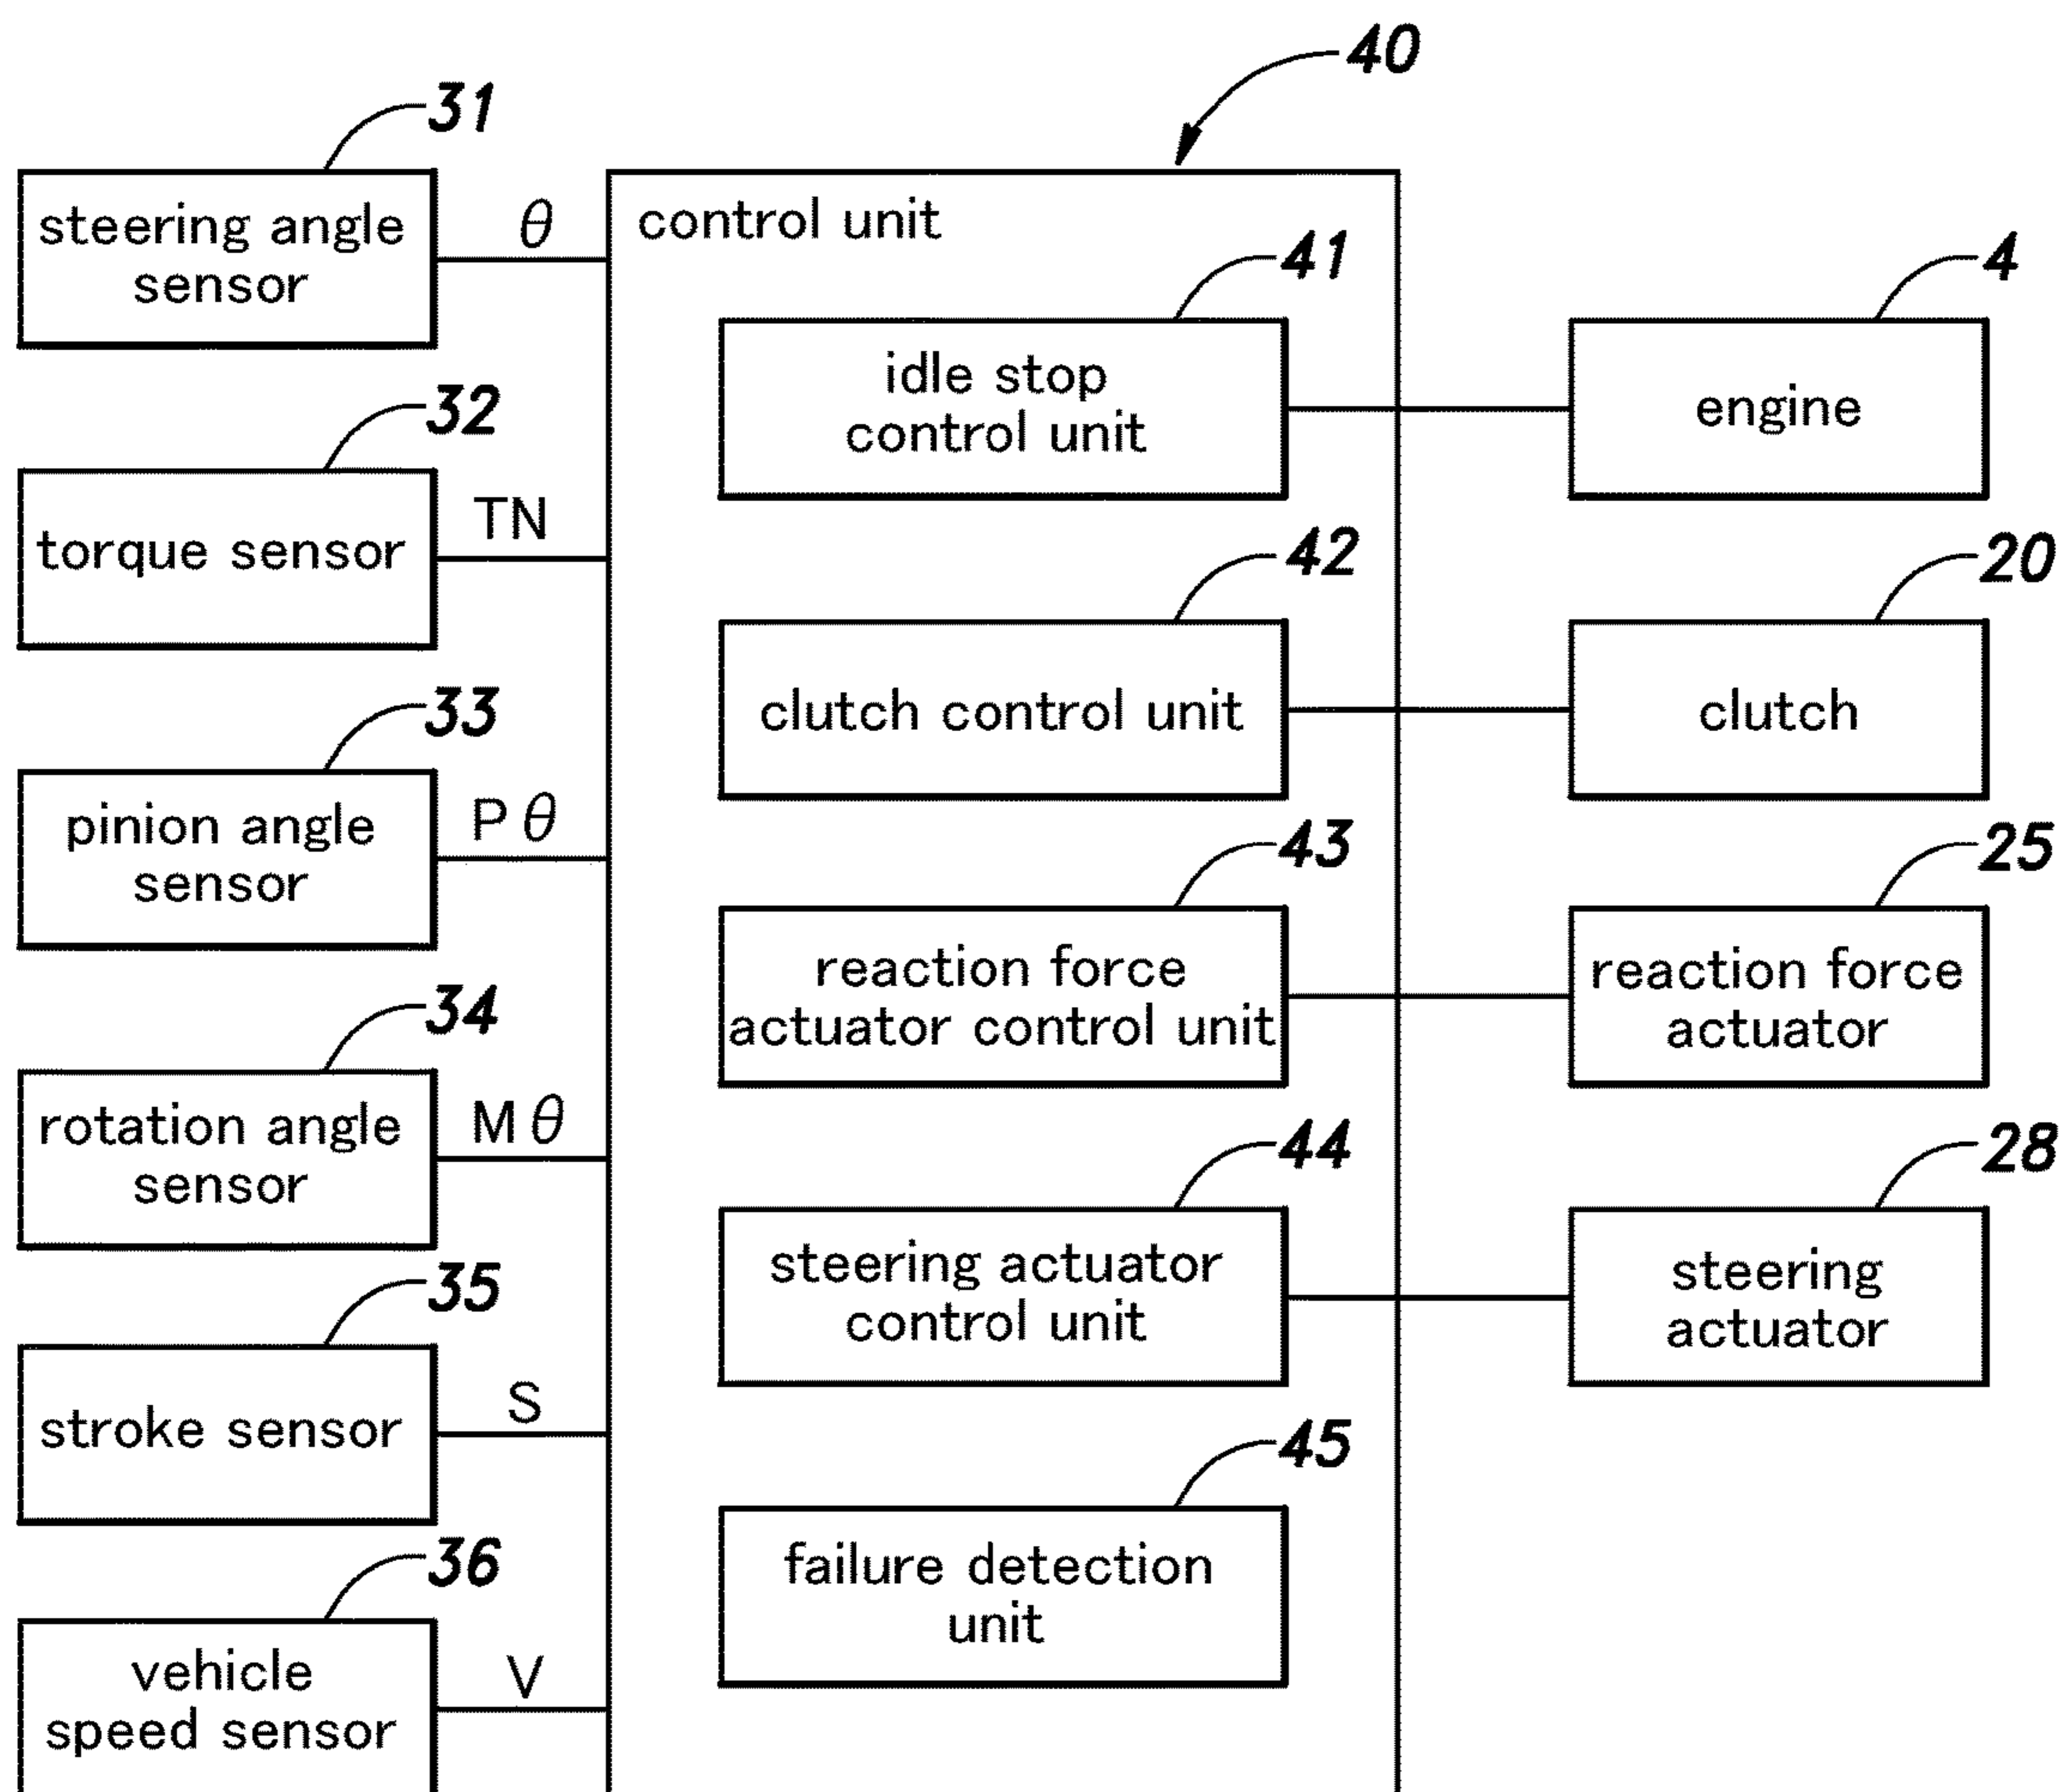 40
31
steering angle
sensor
θ
control unit
41
idle stop
control unit
4
engine
32
torque sensor
TN
42
clutch control unit
20
clutch
33
pinion angle
sensor
Pθ
43
reaction force
actuator control unit
25
reaction force
actuator
34
rotation angle
sensor
Mθ
44
steering actuator
control unit
28
steering
actuator
35
stroke sensor
S
45
failure detection
unit
36
vehicle
speed sensor
V